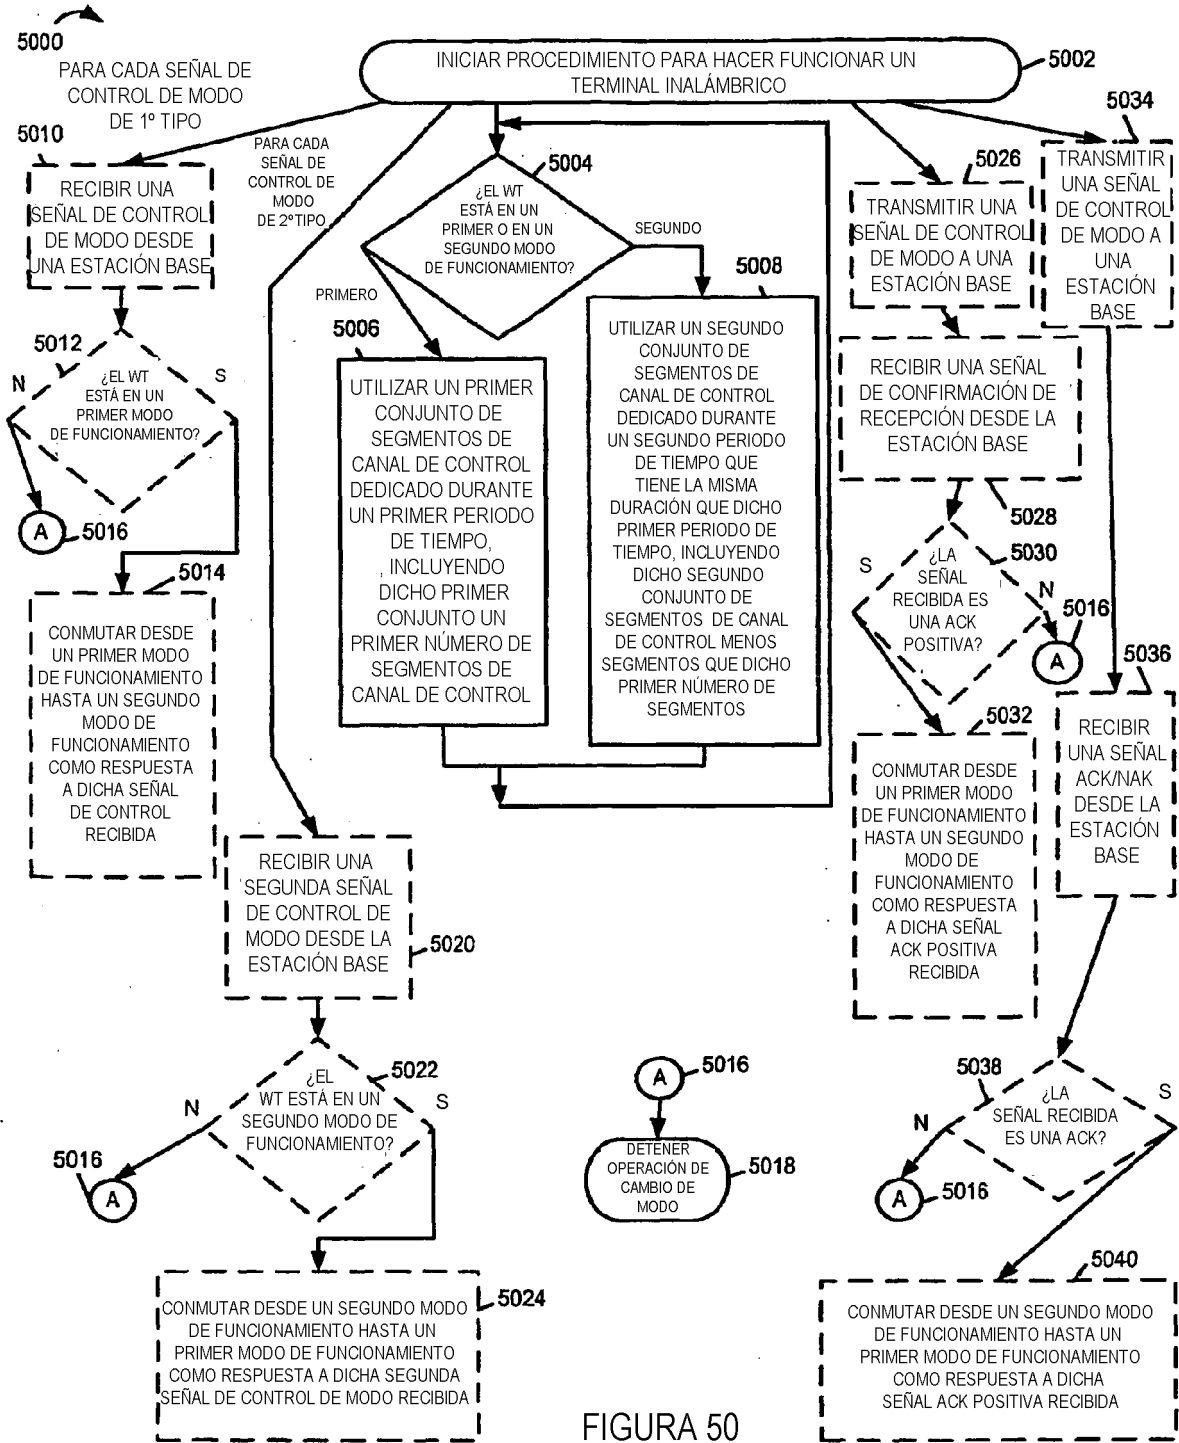 5000
PARA CADA SEÑAL DE
CONTROL DE MODO
DE 1º TIPO
INICIAR PROCEDIMIENTO PARA HACER FUNCIONAR UN
TERMINAL INALÁMBRICO
5002
5010
RECIBIR UNA
SEÑAL DE CONTROL
DE MODO DESDE
UNA ESTACIÓN BASE
5012
N
S
¿EL WT
ESTÁ EN UN
PRIMER MODO
DE FUNCIONAMIENTO?
A
5016
5014
CONMUTAR DESDE
UN PRIMER MODO
DE FUNCIONAMIENTO
HASTA UN SEGUNDO
MODO DE
FUNCIONAMIENTO
COMO RESPUESTA
A DICHA SEÑAL
DE CONTROL
RECIBIDA
PARA CADA
SEÑAL DE
CONTROL DE
MODO
DE 2º TIPO
5004
¿EL WT
ESTÁ EN UN
PRIMER O EN UN
SEGUNDO MODO
DE FUNCIONAMIENTO?
PRIMERO
SEGUNDO
5006
UTILIZAR UN PRIMER
CONJUNTO DE
SEGMENTOS DE
CANAL DE CONTROL
DEDICADO DURANTE
UN PRIMER PERIODO
DE TIEMPO,
, INCLUYENDO
DICHO PRIMER
CONJUNTO UN
PRIMER NÚMERO DE
SEGMENTOS DE
CANAL DE CONTROL
5008
UTILIZAR UN SEGUNDO
CONJUNTO DE
SEGMENTOS DE
CANAL DE CONTROL
DEDICADO DURANTE
UN SEGUNDO PERIODO
DE TIEMPO QUE
TIENE LA MISMA
DURACIÓN QUE DICHO
PRIMER PERIODO DE
TIEMPO, INCLUYENDO
DICHO SEGUNDO
CONJUNTO DE
SEGMENTOS DE CANAL
DE CONTROL MENOS
SEGMENTOS QUE DICHO
PRIMER NÚMERO DE
SEGMENTOS
5026
TRANSMITIR UNA
SEÑAL DE CONTROL
DE MODO A UNA
ESTACIÓN BASE
RECIBIR UNA SEÑAL
DE CONFIRMACIÓN DE
RECEPCIÓN DESDE LA
ESTACIÓN BASE
5028
5030
S
N
¿LA
SEÑAL
RECIBIDA ES
UNA ACK
POSITIVA?
5016
A
5032
CONMUTAR DESDE
UN PRIMER MODO
DE FUNCIONAMIENTO
HASTA UN SEGUNDO
MODO DE
FUNCIONAMIENTO
COMO RESPUESTA
A DICHA SEÑAL
ACK POSITIVA
RECIBIDA
5034
TRANSMITIR
UNA SEÑAL
DE CONTROL
DE MODO A
UNA
ESTACIÓN
BASE
5036
RECIBIR
UNA SEÑAL
ACK/NAK
DESDE LA
ESTACIÓN
BASE
RECIBIR UNA
SEGUNDA SEÑAL
DE CONTROL DE
MODO DESDE LA
ESTACIÓN BASE
5020
5022
N
S
¿EL
WT ESTÁ EN UN
SEGUNDO MODO DE
FUNCIONAMIENTO?
5016
A
5024
CONMUTAR DESDE UN SEGUNDO MODO
DE FUNCIONAMIENTO HASTA UN
PRIMER MODO DE FUNCIONAMIENTO
COMO RESPUESTA A DICHA SEGUNDA
SEÑAL DE CONTROL DE MODO RECIBIDA
A
5016
DETENER
OPERACIÓN DE
CAMBIO DE
MODO
5018
5038
N
S
¿LA
SEÑAL RECIBIDA
ES UNA ACK?
A
5016
5040
CONMUTAR DESDE UN SEGUNDO MODO
DE FUNCIONAMIENTO HASTA UN
PRIMER MODO DE FUNCIONAMIENTO
COMO RESPUESTA A DICHA
SEÑAL ACK POSITIVA RECIBIDA
FIGURA 50